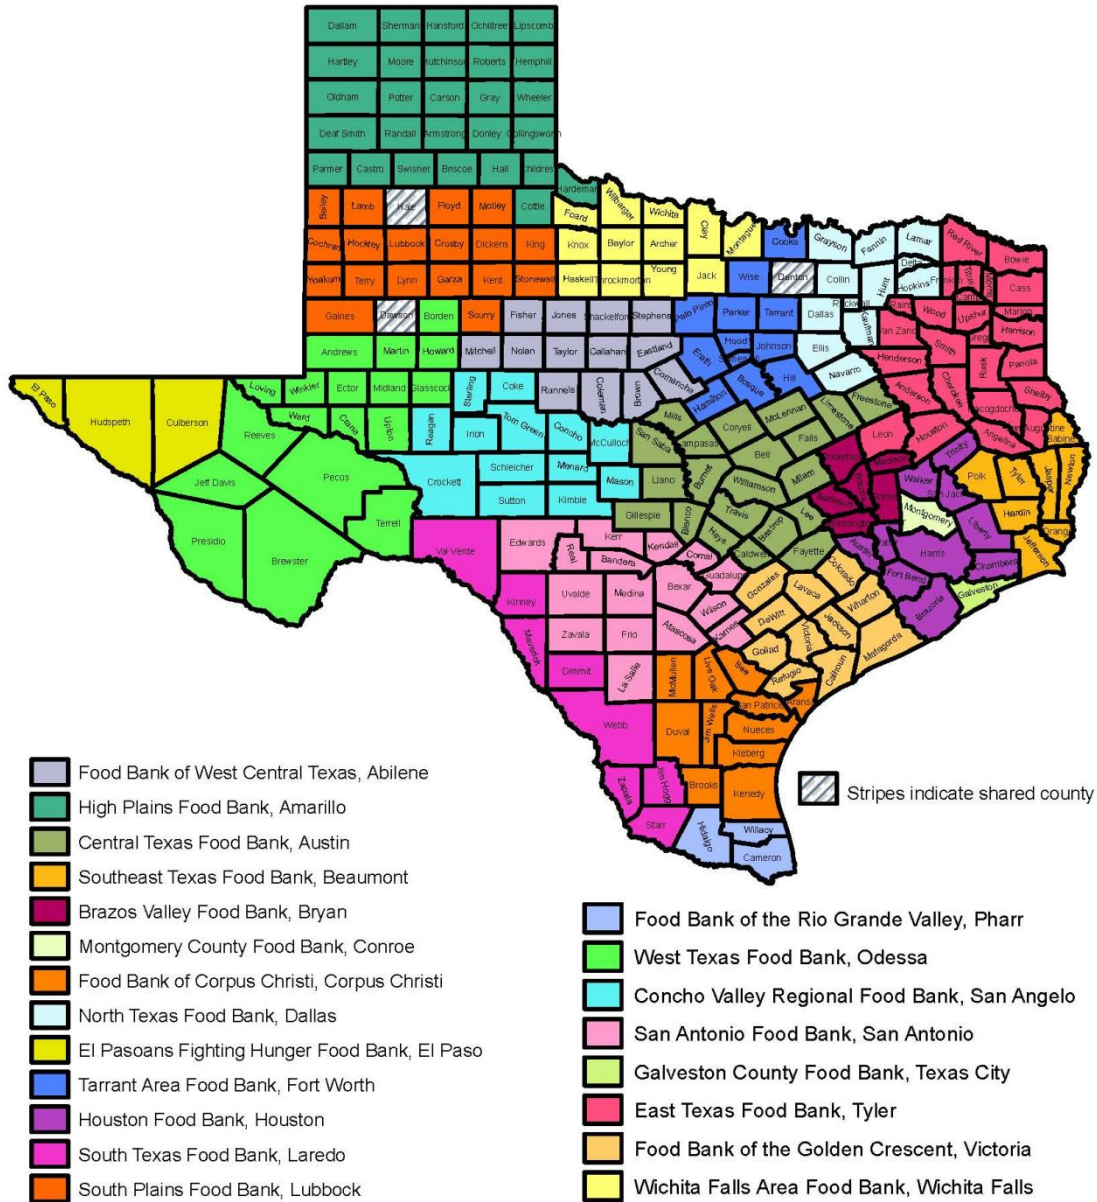 Dallam Sherman Hansford Ochiltree Lipscomb
Hartley Moore Hutchinson Roberts Hemphill
Oldham Potter Carson Gray Wheeler
Deaf Smith Randall Armstrong Donley Collingsworth
Parmer Castro Swisher Briscoe Hall Childres
Hardeman
Bailey Lamb Hale Floyd Motley Cottle Foard Wilbarger Wichita Clay Montague Cooke Grayson Fannin Lamar Red River Bowie
Cochran Hockley Lubbock Crosby Dickens King Knox Baylor Archer Jack Wise Denton Collin Hunt Delta Hopkins Franklin Titus Morris Cass
Yoakum Terry Lynn Garza Kent Stonewall Haskell Throckmorton Young
Gaines Dawson Borden Scurry Fisher Jones Shackelford Stephens Palo Pinto Parker Tarrant Dallas Rockwall Kaufman Rains Wood Upshur Marion Harrison
Andrews Martin Howard Mitchell Nolan Taylor Callahan Eastland Erath Hood Somervell Johnson Ellis Van Zandt Smith Gregg Henderson Rusk Panola
El Paso Hudspeth Culberson Loving Winkler Ector Midland Glasscock Sterling Coke Runnels Coleman Brown Comanche Hamilton Bosque Hill Navarro Anderson Cherokee Nacogdoches Shelby
Reeves Ward Crane Upton Reagan Irion Tom Green Concho McCulloch San Saba Mills Lampasas Coryell McLennan Limestone Freestone Falls Leon Houston Angelina San Augustine Sabine
Jeff Davis Pecos Crockett Schleicher Menard Mason Llano Burnet Bell Milam Robertson Madison Trinity Walker Polk Tyler Jasper Newton
Presidio Brewster Terrell Sutton Kimble Gillespie Blanco Williamson Travis Lee Burleson Brazos Grimes Washington San Jacinto Montgomery Liberty Hardin Orange
Val Verde Edwards Real Kerr Kendall Bandera Comal Hays Caldwell Bastrop Fayette Austin Harris Chambers Jefferson
Kinney Uvalde Medina Bexar Guadalupe Gonzales Lavaca Colorado Wharton Fort Bend Brazoria Galveston
Maverick Zavala Frio Atascosa Wilson Karnes DeWitt Victoria Jackson Matagorda
Dimmit La Salle McMullen Live Oak Bee Goliad Refugio Calhoun
Webb Duval Jim Wells San Patricio Aransas Nueces Kleberg
Zapata Jim Hogg Brooks Kenedy
Starr Hidalgo Willacy Cameron
Food Bank of West Central Texas, Abilene
High Plains Food Bank, Amarillo
Central Texas Food Bank, Austin
Southeast Texas Food Bank, Beaumont
Brazos Valley Food Bank, Bryan
Montgomery County Food Bank, Conroe
Food Bank of Corpus Christi, Corpus Christi
North Texas Food Bank, Dallas
El Pasoans Fighting Hunger Food Bank, El Paso
Tarrant Area Food Bank, Fort Worth
Houston Food Bank, Houston
South Texas Food Bank, Laredo
South Plains Food Bank, Lubbock
Stripes indicate shared county
Food Bank of the Rio Grande Valley, Pharr
West Texas Food Bank, Odessa
Concho Valley Regional Food Bank, San Angelo
San Antonio Food Bank, San Antonio
Galveston County Food Bank, Texas City
East Texas Food Bank, Tyler
Food Bank of the Golden Crescent, Victoria
Wichita Falls Area Food Bank, Wichita Falls